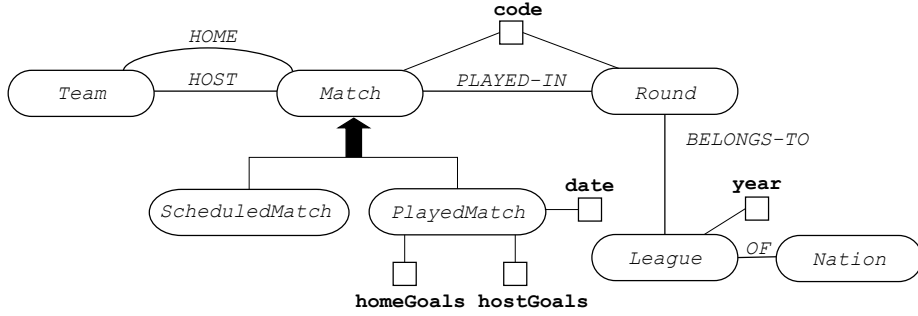 code
HOME
HOST
PLAYED-IN
Team
Match
Round
BELONGS-TO
date
year
ScheduledMatch
PlayedMatch
OF
League
Nation
homeGoals hostGoals